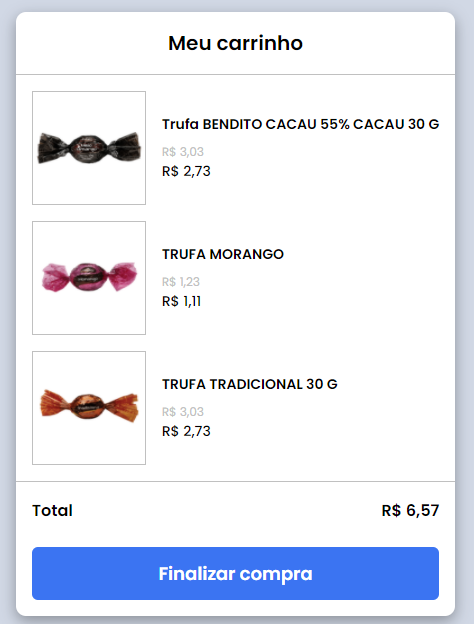 Meu carrinho
Trufa BENDITO CACAU 55% CACAU 30 G
R$ 3,03
R$ 2,73
TRUFA MORANGO
R$ 1,23
R$ 1,11
TRUFA TRADICIONAL 30 G
R$ 3,03
R$ 2,73
Total R$ 6,57
Finalizar compra